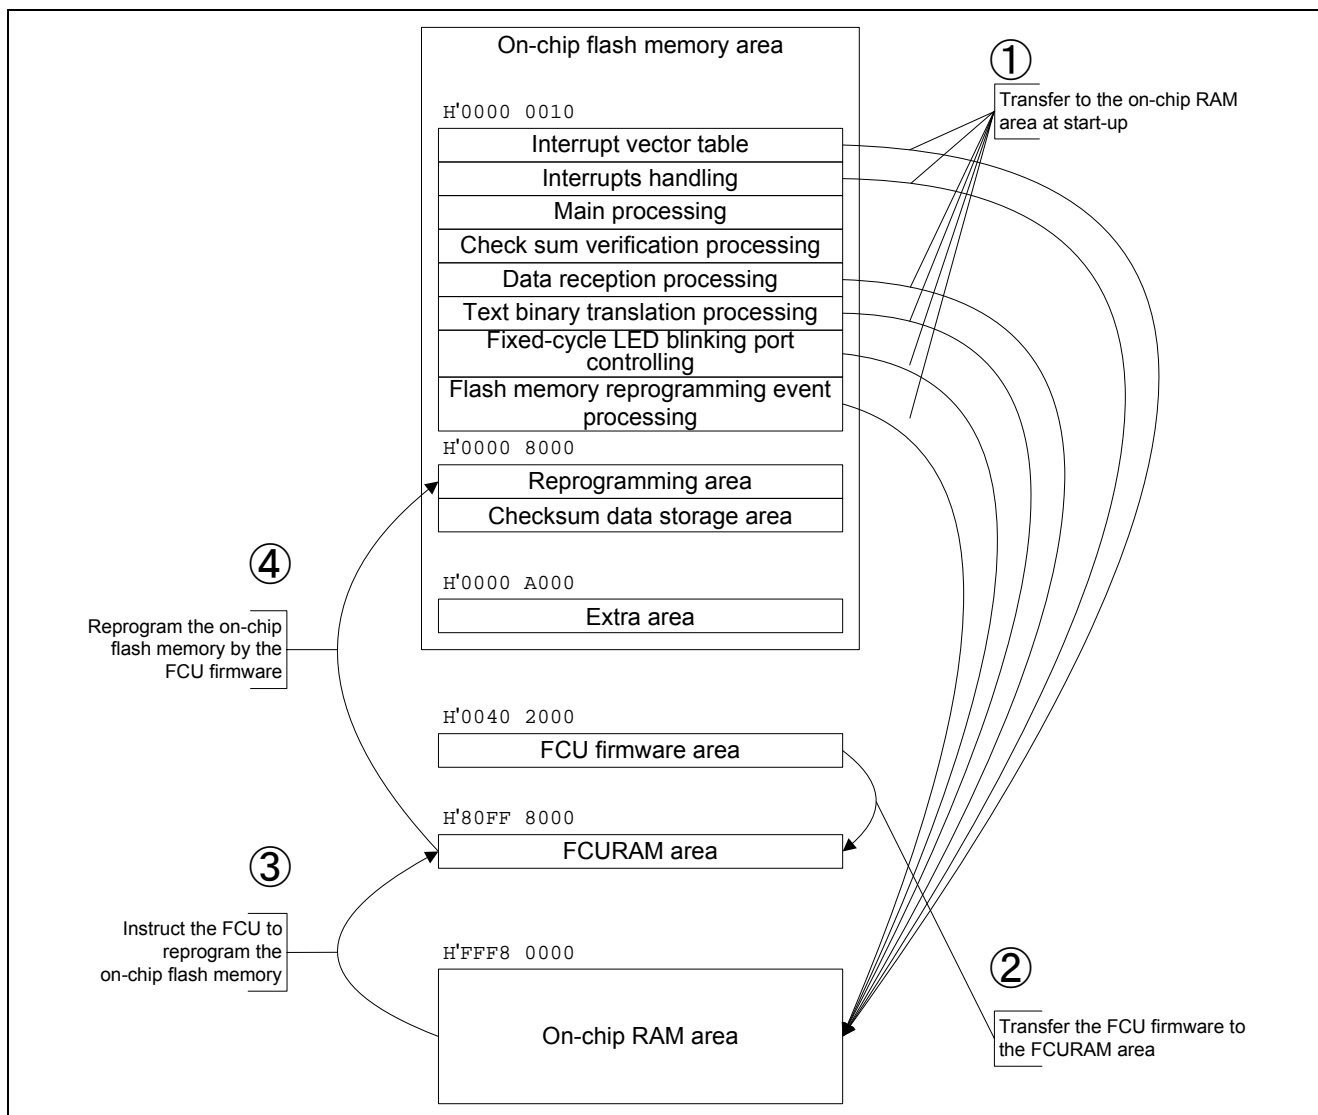 On-chip flash memory area
①
Transfer to the on-chip RAM
area at start-up
H'0000 0010
Interrupt vector table
Interrupts handling
Main processing
Check sum verification processing
Data reception processing
Text binary translation processing
Fixed-cycle LED blinking port
controlling
Flash memory reprogramming event
processing
H'0000 8000
Reprogramming area
Checksum data storage area
④
Reprogram the on-chip
flash memory by the
FCU firmware
H'0000 A000
Extra area
H'0040 2000
FCU firmware area
H'80FF 8000
FCURAM area
③
Instruct the FCU to
reprogram the
on-chip flash memory
H'FFF8 0000
On-chip RAM area
②
Transfer the FCU firmware to
the FCURAM area